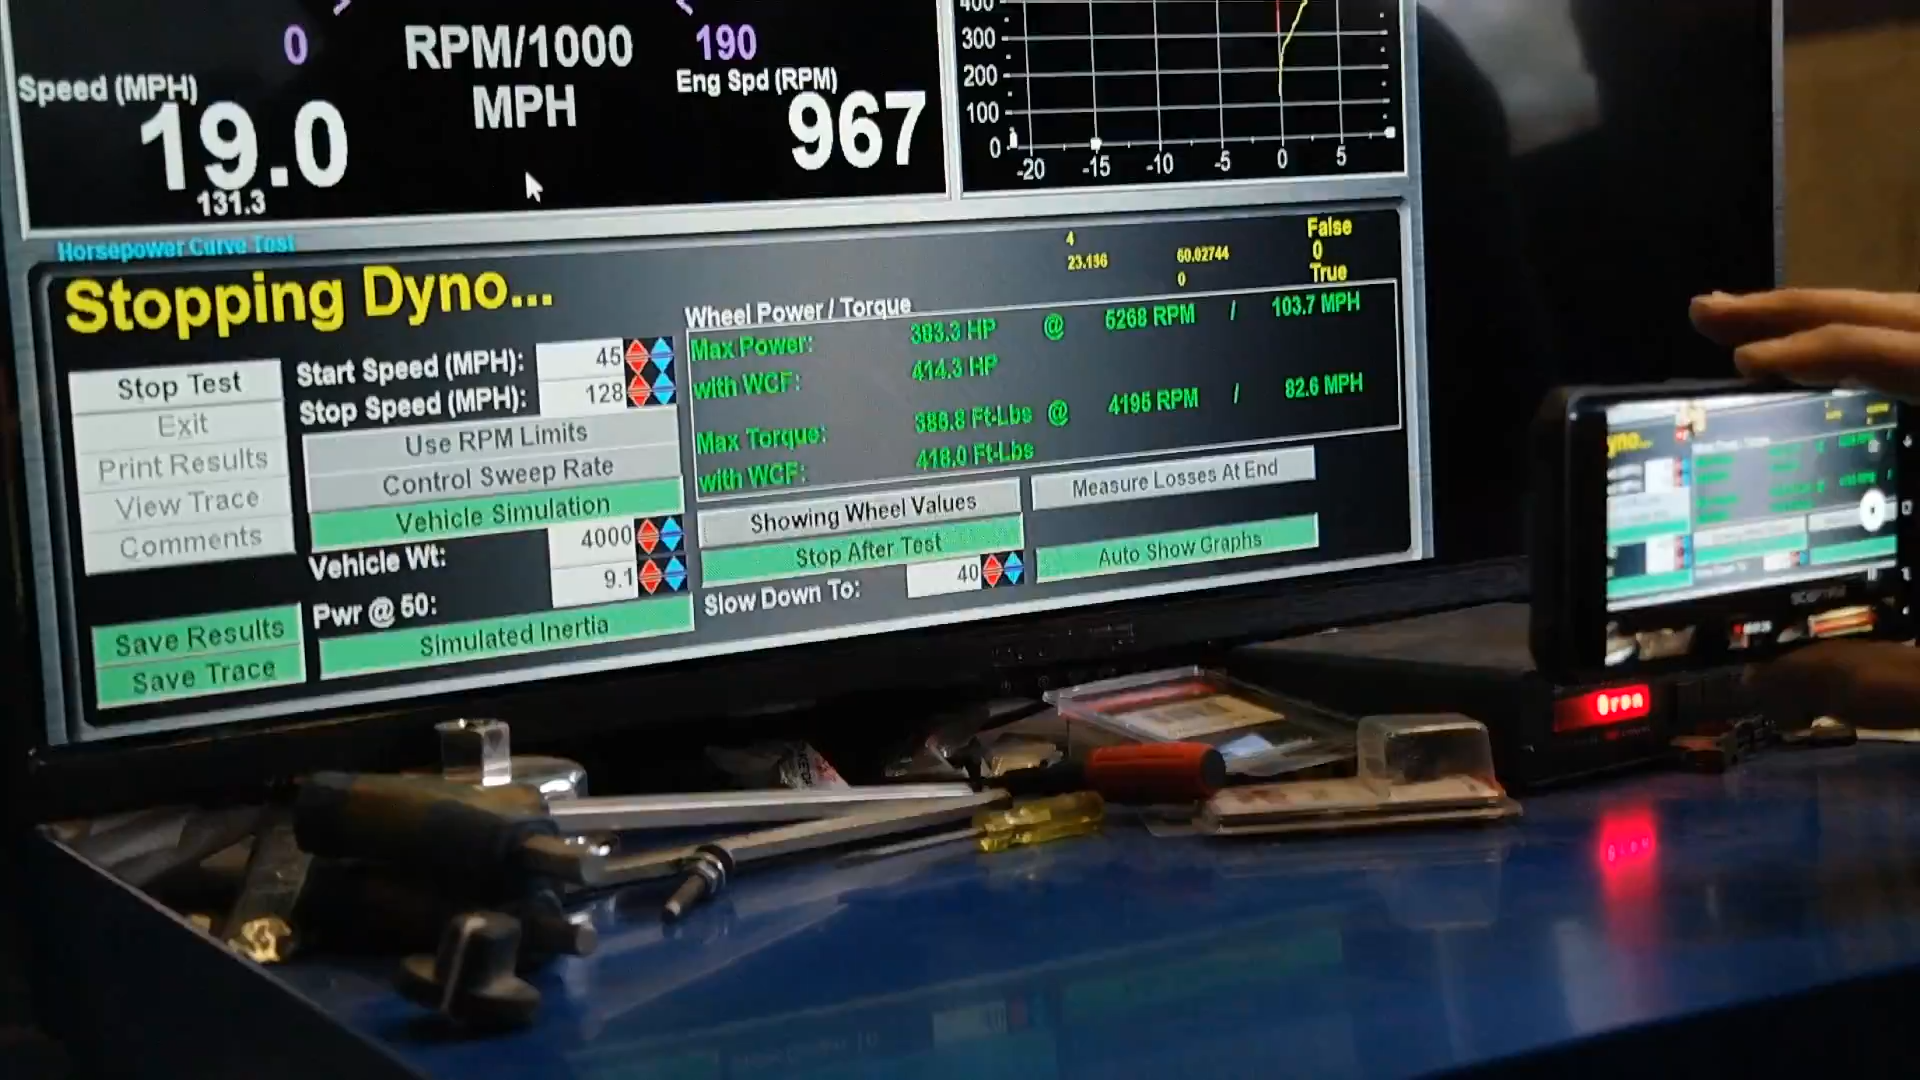 0
RPM/1000
190
Speed (MPH)
MPH
Eng Spd (RPM)
19.0
967
131.3
400
300
200
100
0
-20 -15 -10 -5 0 5
Horsepower Curve Test
Stopping Dyno...
4
23.136
60.02744
0
False
0
True
Stop Test
Exit
Print Results
View Trace
Comments
Save Results
Save Trace
Start Speed (MPH): 45
Stop Speed (MPH): 128
Use RPM Limits
Control Sweep Rate
Vehicle Simulation
Vehicle Wt: 4000
Pwr @ 50: 9.1
Simulated Inertia
Wheel Power / Torque
Max Power: 383.3 HP @ 5268 RPM / 103.7 MPH
with WCF: 414.3 HP
Max Torque: 386.8 Ft-Lbs @ 4195 RPM / 82.6 MPH
with WCF: 418.0 Ft-Lbs
Showing Wheel Values
Measure Losses At End
Stop After Test
Auto Show Graphs
Slow Down To: 40